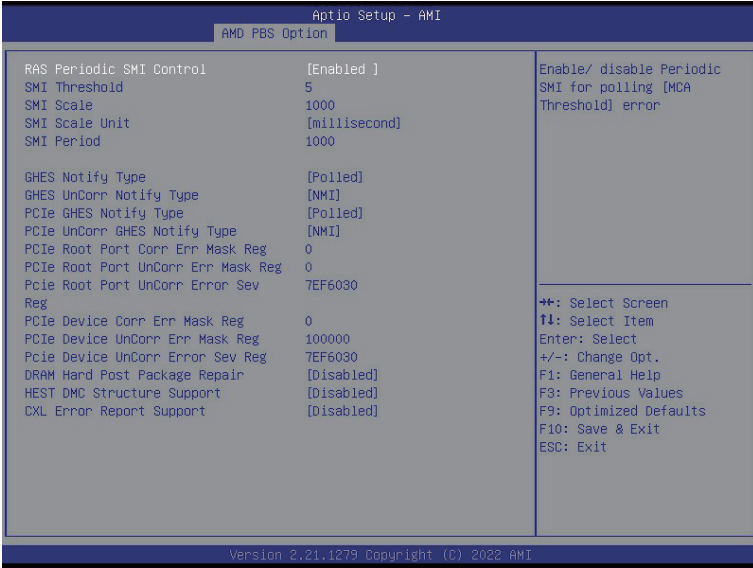 Aptio Setup – AMI
AMD PBS Option
RAS Periodic SMI Control [Enabled ]
SMI Threshold 5
SMI Scale 1000
SMI Scale Unit [millisecond]
SMI Period 1000
GHES Notify Type [Polled]
GHES UnCorr Notify Type [NMI]
PCIe GHES Notify Type [Polled]
PCIe UnCorr GHES Notify Type [NMI]
PCIe Root Port Corr Err Mask Reg 0
PCIe Root Port UnCorr Err Mask Reg 0
Pcie Root Port UnCorr Error Sev 7EF6030
Reg
PCIe Device Corr Err Mask Reg 0
PCIe Device UnCorr Err Mask Reg 100000
Pcie Device UnCorr Error Sev Reg 7EF6030
DRAM Hard Post Package Repair [Disabled]
HEST DMC Structure Support [Disabled]
CXL Error Report Support [Disabled]
Enable/ disable Periodic
SMI for polling [MCA
Threshold] error
→←: Select Screen
↑↓: Select Item
Enter: Select
+/-: Change Opt.
F1: General Help
F3: Previous Values
F9: Optimized Defaults
F10: Save & Exit
ESC: Exit
Version 2.21.1279 Copyright (C) 2022 AMI